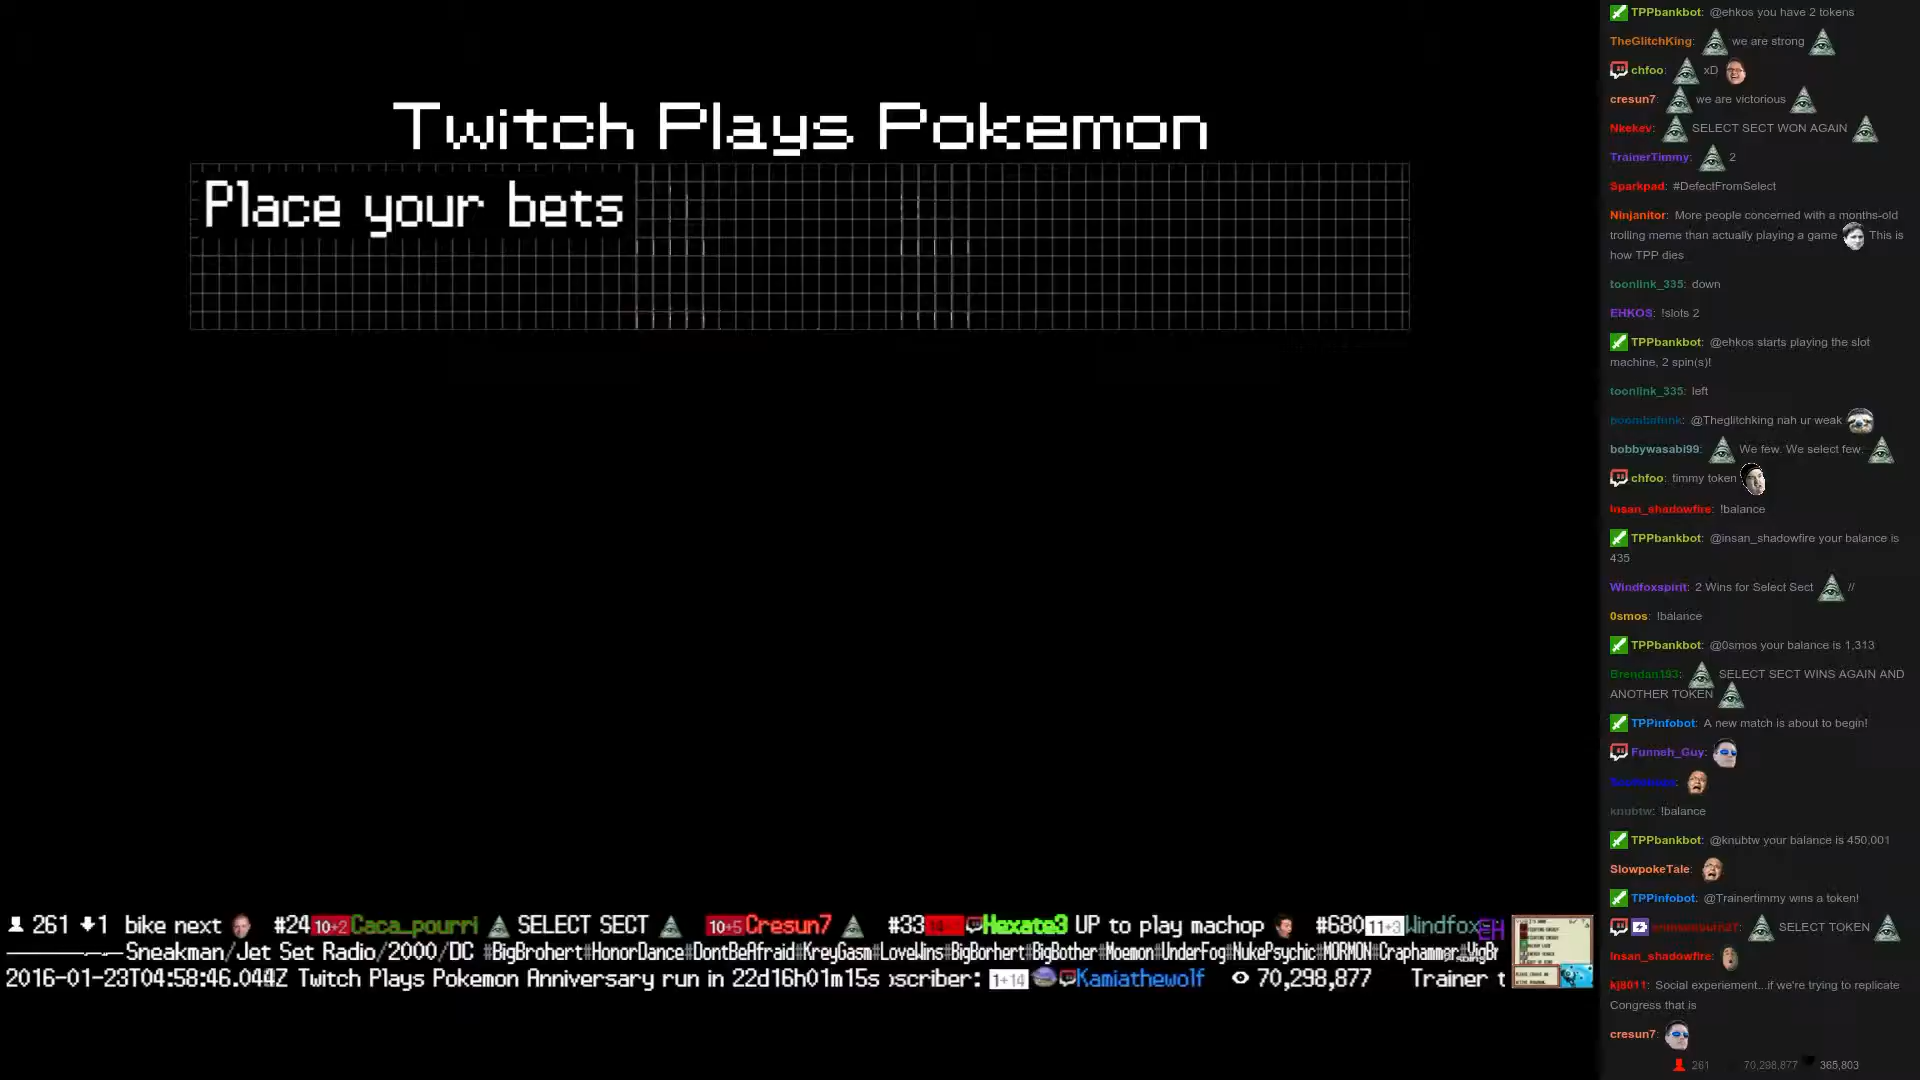 Twitch Plays Pokemon
Place your bets
261 1 bike next #24 10+2 Caca_pourri SELECT SECT 10+5 Cresun7 #33 Hexate3 UP to play machop #680 11+3 Windfox EH
Sneakman/Jet Set Radio/2000/DC #BigBrohert#HonorDance#DontBeAfraid#KreyGasm#LoveWins#BigBorhert#BigBother#Moemon#UnderFog#NukePsychic#MORMON#Craphammer#VigBr
2016-01-23T04:58:46.044Z Twitch Plays Pokemon Anniversary run in 22d16h01m15s oscriber: 1+14 Kamiathewolf 70,298,877 Trainer t
TPPbankbot: @ehkos you have 2 tokens
TheGlitchKing: we are strong
chfoo: xD
cresun7: we are victorious
Nkekev: SELECT SECT WON AGAIN
TrainerTimmy: 2
Sparkpad: #DefectFromSelect
Ninjanitor: More people concerned with a months-old
trolling meme than actually playing a game This is
how TPP dies
toonlink_335: down
EHKOS: !slots 2
TPPbankbot: @ehkos starts playing the slot
machine, 2 spin(s)!
toonlink_335: left
boombafunk: @Theglitchking nah ur weak
bobbywasabi99: We few. We select few.
chfoo: timmy token
Insan_shadowfire: !balance
TPPbankbot: @insan_shadowfire your balance is
435
Windfoxspirit: 2 Wins for Select Sect //
0smos: !balance
TPPbankbot: @0smos your balance is 1,313
Brendan193: SELECT SECT WINS AGAIN AND
ANOTHER TOKEN
TPPinfobot: A new match is about to begin!
Funneh_Guy:
knubtw: !balance
TPPbankbot: @knubtw your balance is 450,001
SlowpokeTale:
TPPinfobot: @Trainertimmy wins a token!
SELECT TOKEN
Insan_shadowfire:
kj8011: Social experiement...if we're trying to replicate
Congress that is
cresun7:
261 70,298,877 365,803